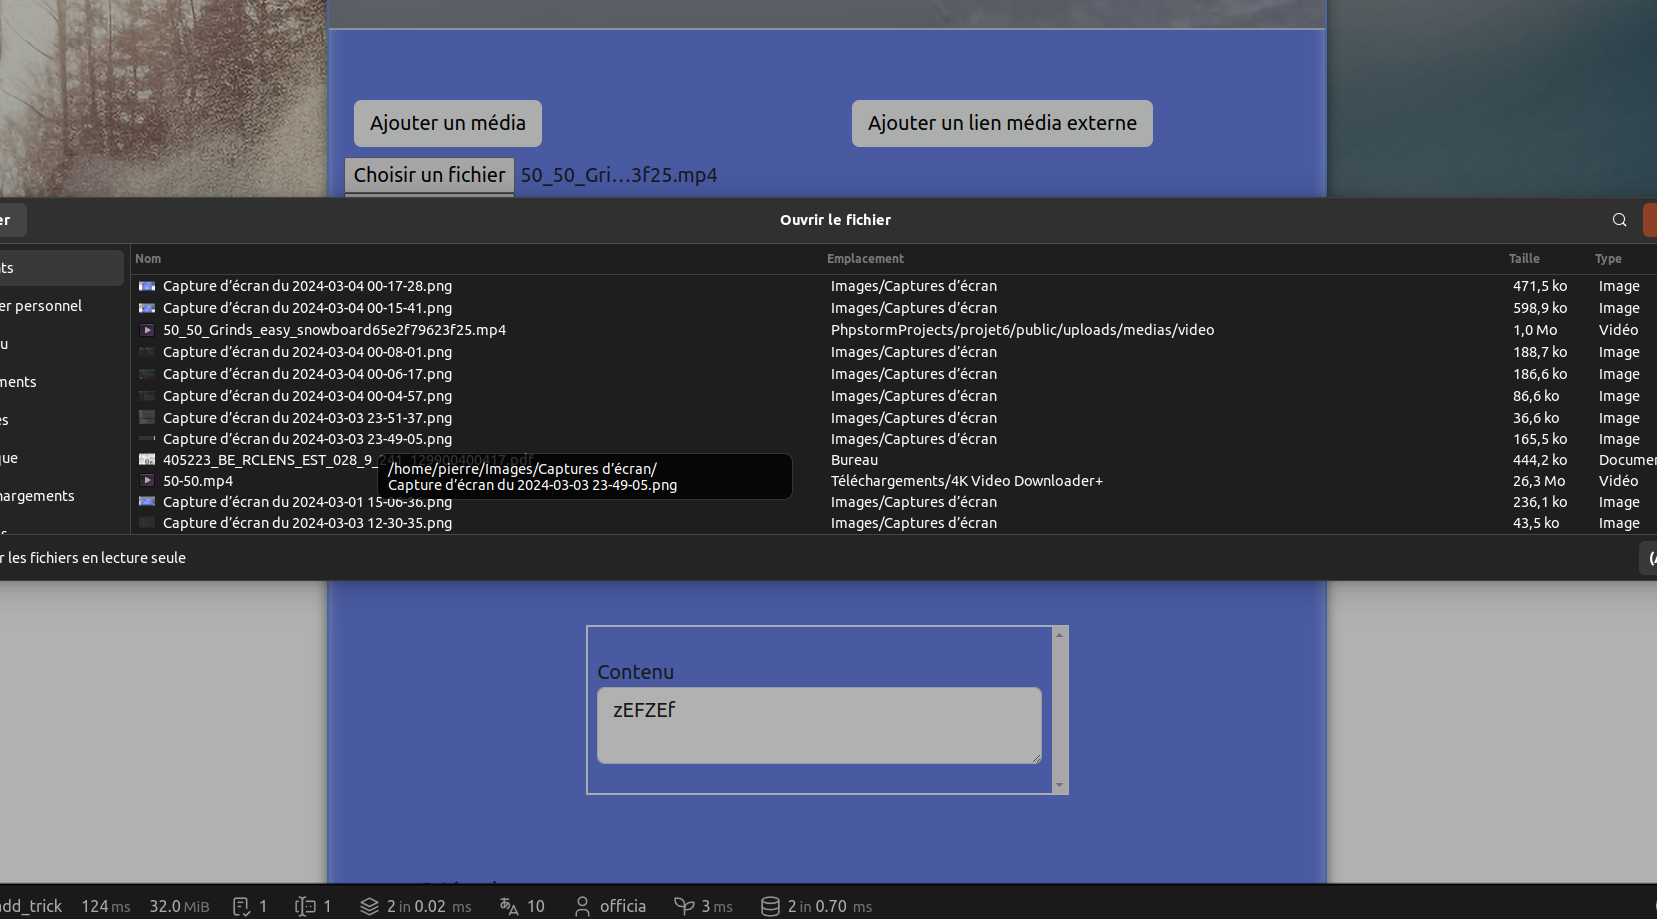 Ajouter un média
Ajouter un lien média externe
Choisir un fichier 50_50_Gri…3f25.mp4
er
Ouvrir le fichier
ts
er personnel
u
ments
es
que
hargements
Nom Emplacement Taille Type
Capture d’écran du 2024-03-04 00-17-28.png Images/Captures d’écran 471,5 ko Image
Capture d’écran du 2024-03-04 00-15-41.png Images/Captures d’écran 598,9 ko Image
50_50_Grinds_easy_snowboard65e2f79623f25.mp4 PhpstormProjects/projet6/public/uploads/medias/video 1,0 Mo Vidéo
Capture d’écran du 2024-03-04 00-08-01.png Images/Captures d’écran 188,7 ko Image
Capture d’écran du 2024-03-04 00-06-17.png Images/Captures d’écran 186,6 ko Image
Capture d’écran du 2024-03-04 00-04-57.png Images/Captures d’écran 86,6 ko Image
Capture d’écran du 2024-03-03 23-51-37.png Images/Captures d’écran 36,6 ko Image
Capture d’écran du 2024-03-03 23-49-05.png Images/Captures d’écran 165,5 ko Image
405223_BE_RCLENS_EST_028_9_241_129900400417.pdf Bureau 444,2 ko Documen
/home/pierre/Images/Captures d’écran/
Capture d’écran du 2024-03-03 23-49-05.png
50-50.mp4 Téléchargements/4K Video Downloader+ 26,3 Mo Vidéo
Capture d’écran du 2024-03-01 15-06-36.png Images/Captures d’écran 236,1 ko Image
Capture d’écran du 2024-03-03 12-30-35.png Images/Captures d’écran 43,5 ko Image
r les fichiers en lecture seule
(A
Contenu
zEFZEf
add_trick 124 ms 32.0 MiB 1 1 2 in 0.02 ms 10 officia 3 ms 2 in 0.70 ms